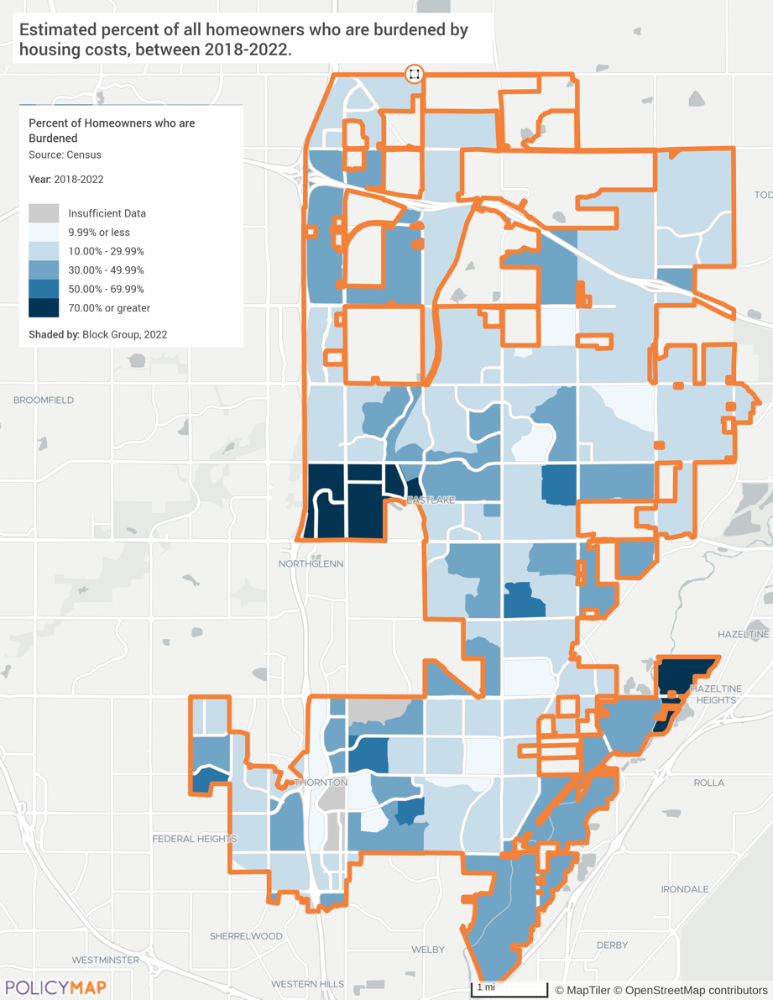 Estimated percent of all homeowners who are burdened by
housing costs, between 2018-2022.
Percent of Homeowners who are
Burdened
Source: Census
Year: 2018-2022
Insufficient Data
9.99% or less
10.00% - 29.99%
30.00% - 49.99%
50.00% - 69.99%
70.00% or greater
Shaded by: Block Group, 2022
TOD
BROOMFIELD
EASTLAKE
NORTHGLENN
HAZELTINE
HAZELTINE
HEIGHTS
THORNTON
ROLLA
FEDERAL HEIGHTS
IRONDALE
SHERRELWOOD
DERBY
WELBY
WESTMINSTER
WESTERN HILLS
POLICYMAP
1 mi
© MapTiler © OpenStreetMap contributors